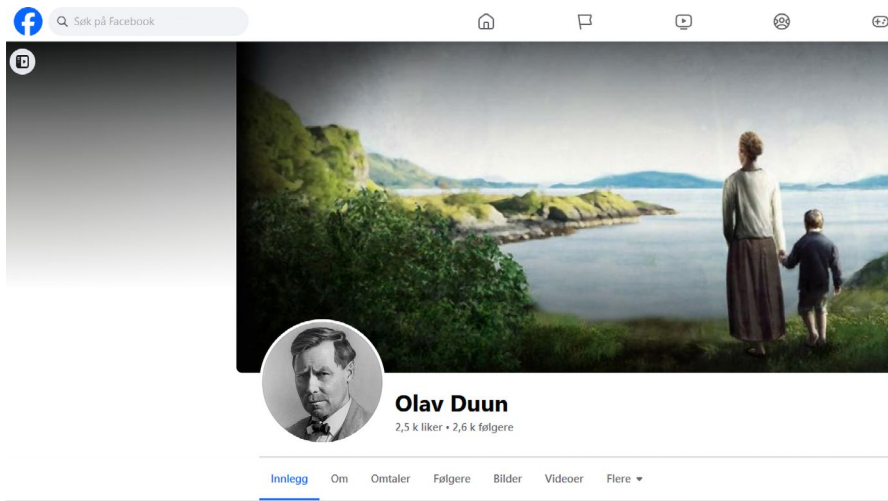 Søk på Facebook
Olav Duun
2,5 k liker • 2,6 k følgere
Innlegg Om Omtaler Følgere Bilder Videoer Flere